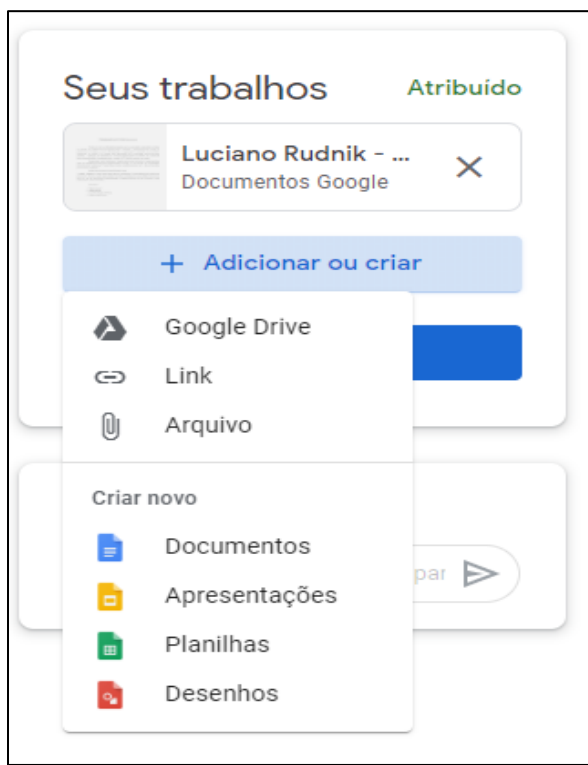 Seus trabalhos Atribuído
Luciano Rudnik - ...
Documentos Google
+ Adicionar ou criar
Google Drive
Link
Arquivo
Criar novo
Documentos
par
Apresentações
Planilhas
Desenhos